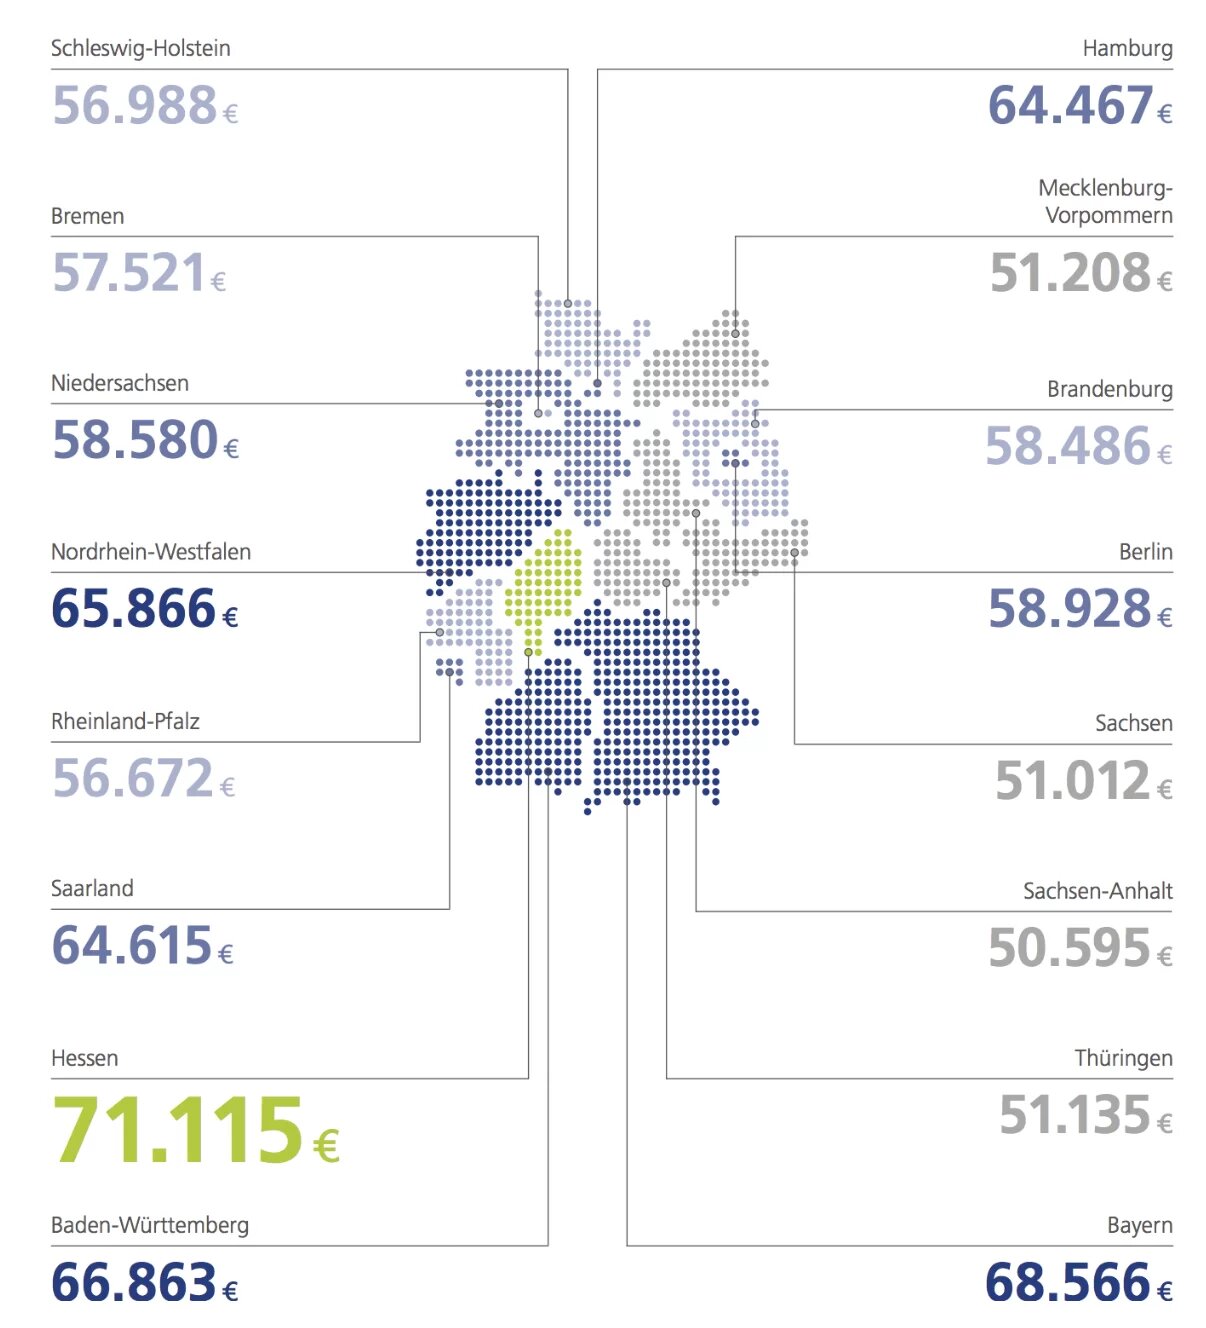 Schleswig-Holstein
56.988 €
Bremen
57.521 €
Niedersachsen
58.580 €
Nordrhein-Westfalen
65.866 €
Rheinland-Pfalz
56.672 €
Saarland
64.615 €
Hessen
71.115 €
Baden-Württemberg
66.863 €
Hamburg
64.467 €
Mecklenburg-
Vorpommern
51.208 €
Brandenburg
58.486 €
Berlin
58.928 €
Sachsen
51.012 €
Sachsen-Anhalt
50.595 €
Thüringen
51.135 €
Bayern
68.566 €